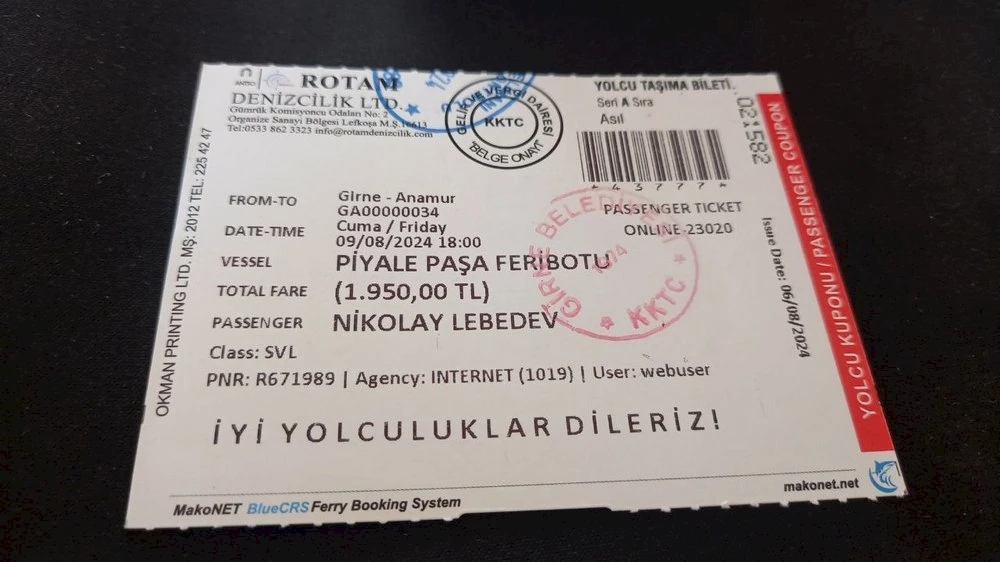 ROTAM
DENİZCİLİK LTD.
Gümrük Komisyoncu Odaları No: 2
Organize Sanayi Bölgesi Lefkoşa M.Ş.16613
Tel:0533 862 3323 info@rotamdenizcilik.com
GELİR VE VERGİ DAİRESİ
KKTC
"BELGE ONAYI"
YOLCU TAŞIMA BİLETİ.
Seri A Sıra
Asıl
021582
* 4 3 7 7 7 *
PASSENGER TICKET
ONLINE-23020
FROM-TO Girne - Anamur
GA00000034
DATE-TIME Cuma / Friday
09/08/2024 18:00
VESSEL PİYALE PAŞA FERİBOTU
TOTAL FARE (1.950,00 TL)
PASSENGER NİKOLAY LEBEDEV
Class: SVL
PNR: R671989 | Agency: INTERNET (1019) | User: webuser
İYİ YOLCULUKLAR DİLERİZ!
GİRNE BELEDİYESİ
KKTC
Issue Date: 06/08/2024
YOLCU KUPONU / PASSENGER COUPON
OKMAN PRINTING LTD. MŞ: 2012 TEL: 225 42 47
MakoNET BlueCRS Ferry Booking System
makonet.net